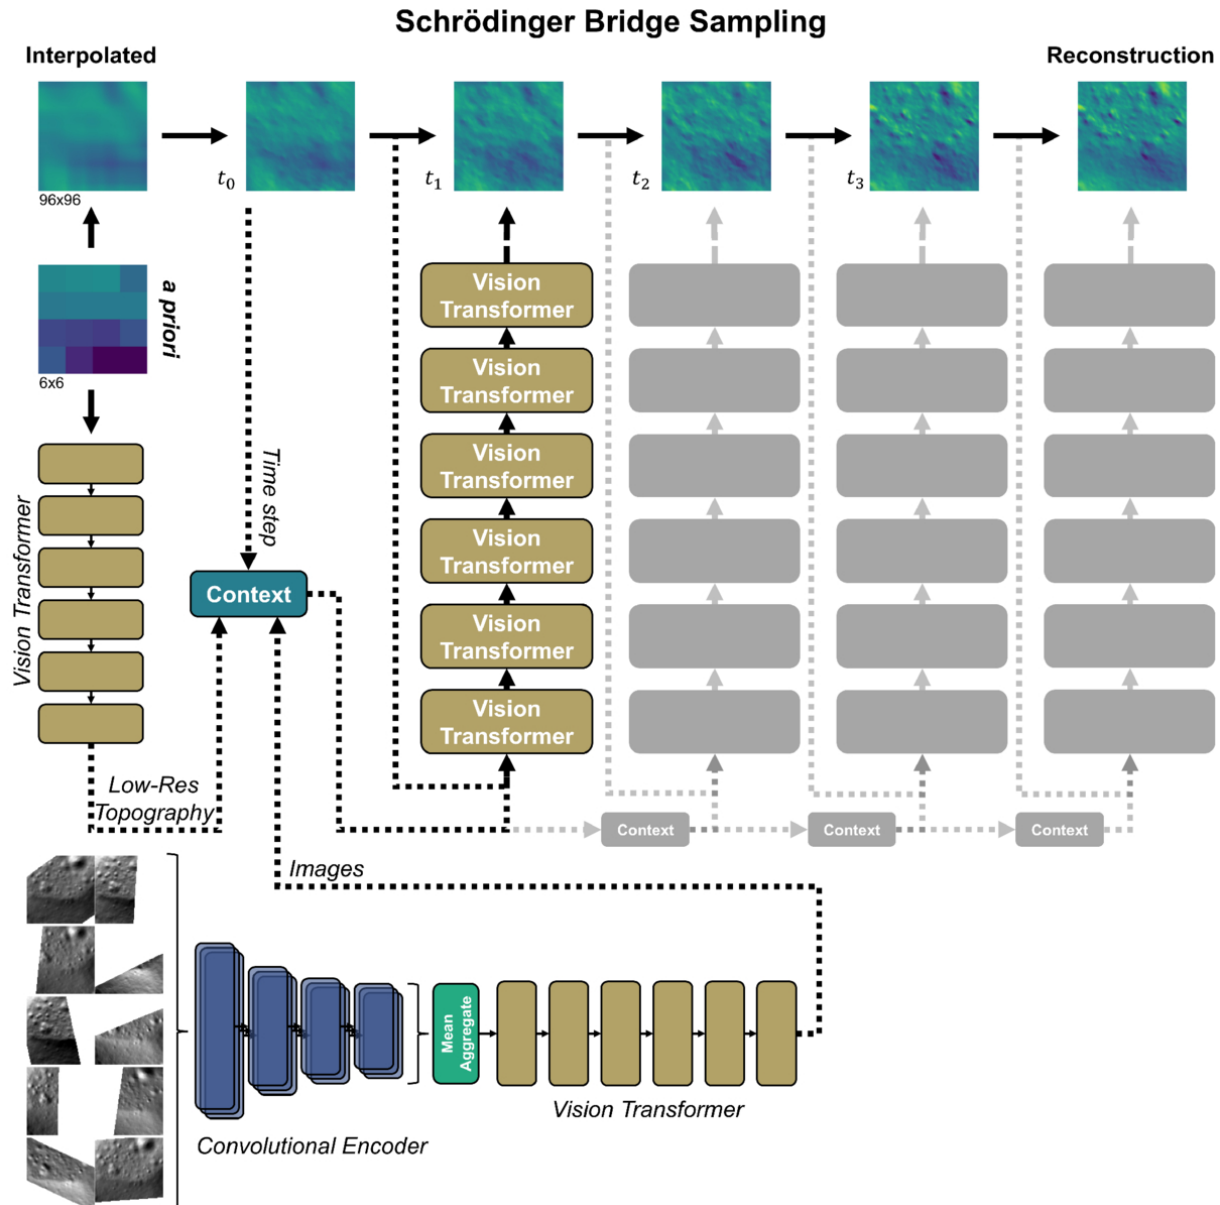 Schrödinger Bridge Sampling
Interpolated
Reconstruction
96x96
t0
t1
t2
t3
a priori
6x6
Vision Transformer
Low-Res
Topography
Time step
Context
Vision
Transformer
Vision
Transformer
Vision
Transformer
Vision
Transformer
Vision
Transformer
Vision
Transformer
Context
Context
Context
Images
Mean
Aggregate
Convolutional Encoder
Vision Transformer